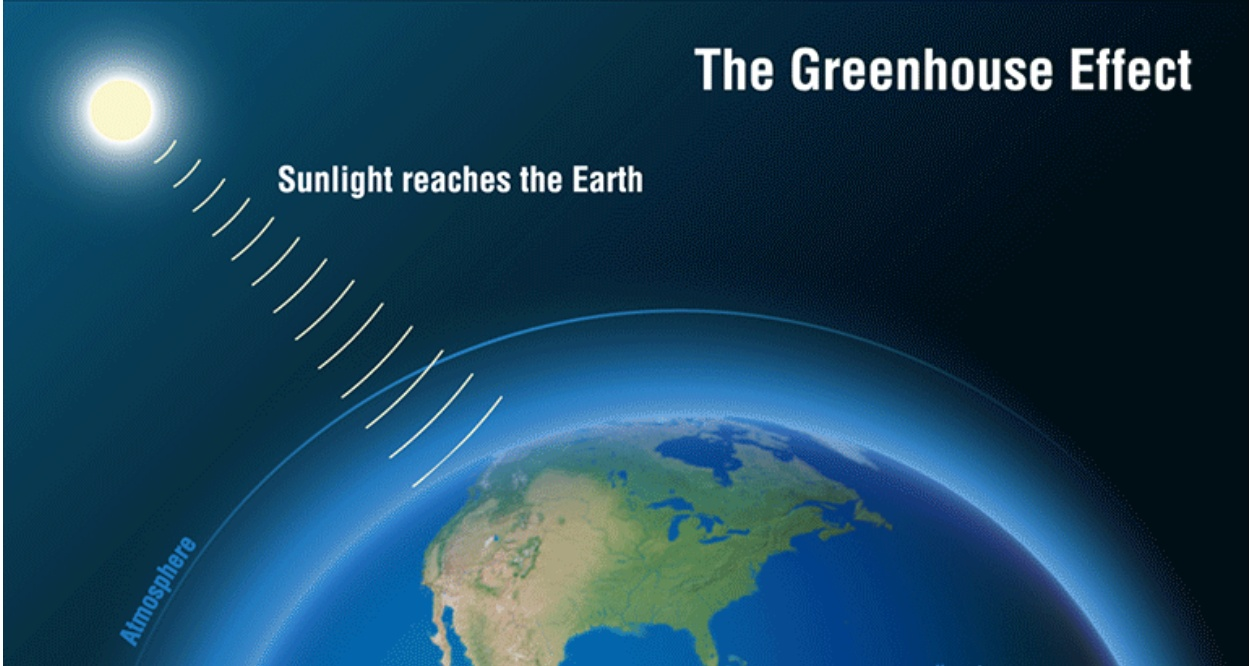 The Greenhouse Effect
Sunlight reaches the Earth
Atmosphere